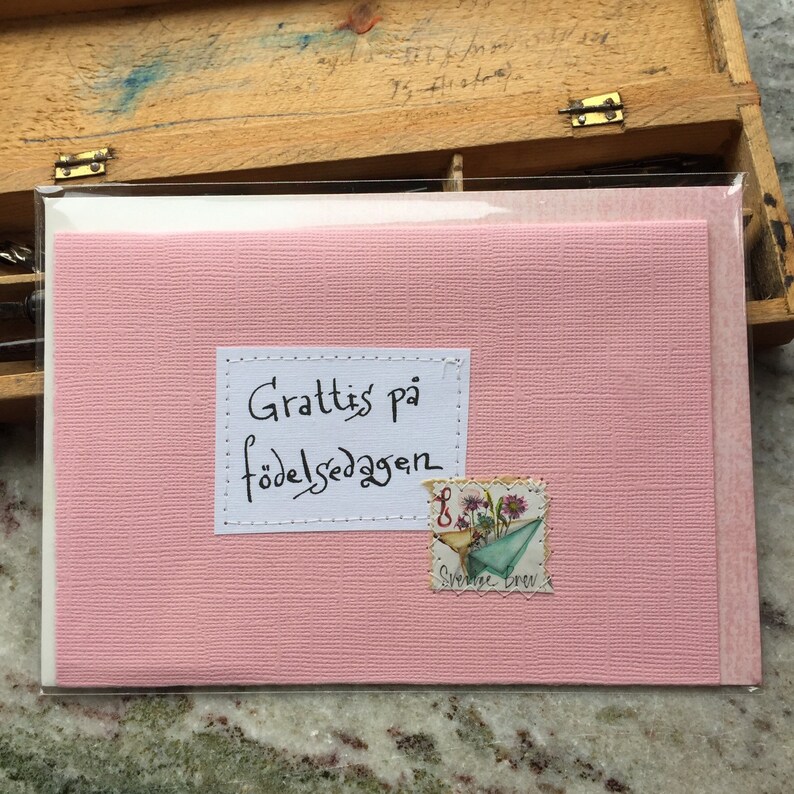 Grattis på
födelsedagen
Sverige Brev